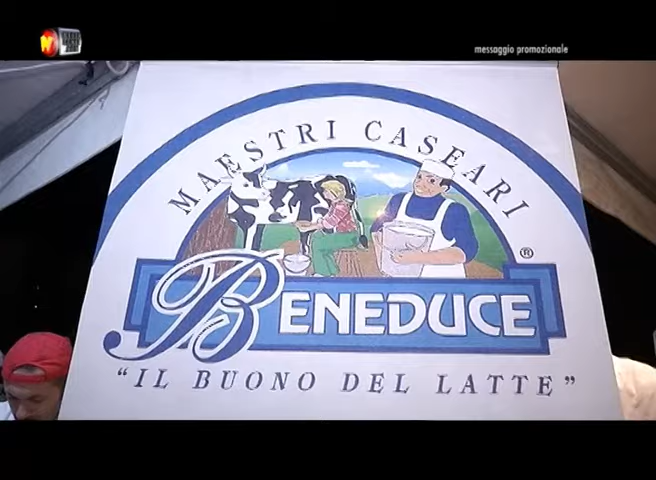 messaggio promozionale
MAESTRI CASEARI
®
B BENEDUCE
"IL BUONO DEL LATTE"